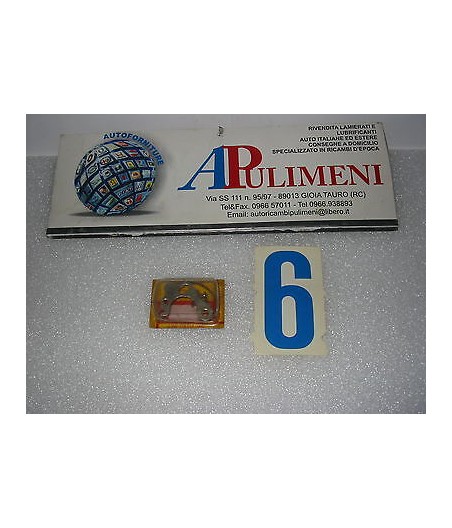 AUTOFORNITURE
RIVENDITA LAMIERATI E
LUBRIFICANTI
AUTO ITALIANE ED ESTERE
CONSEGNE A DOMICILIO
SPECIALIZZATO IN RICAMBI D'EPOCA
APULIMENI
Via SS 111 n. 95/97 - 89013 GIOIA TAURO (RC)
Tel&Fax. 0966 57011 - Tel 0966.938893
Email: autoricambipulimeni@libero.it
6